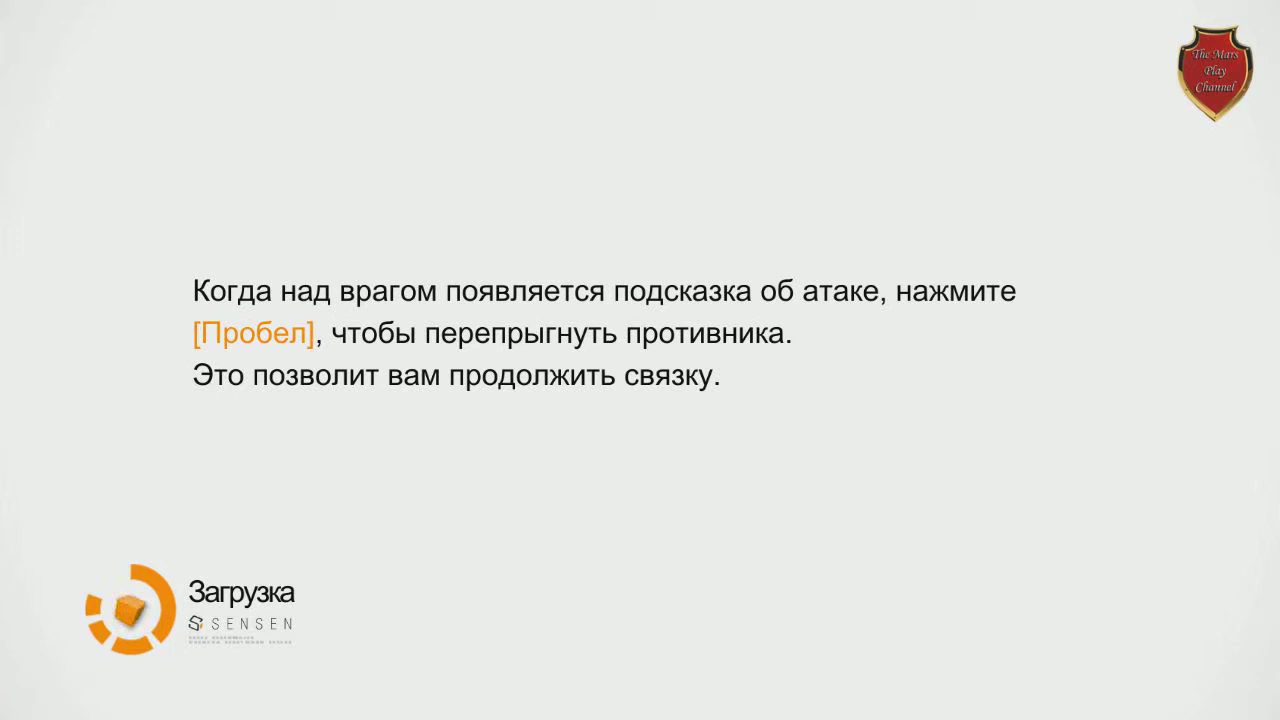 The Mars
Play
Channel
Когда над врагом появляется подсказка об атаке, нажмите
[Пробел], чтобы перепрыгнуть противника.
Это позволит вам продолжить связку.
Загрузка
SENSEN